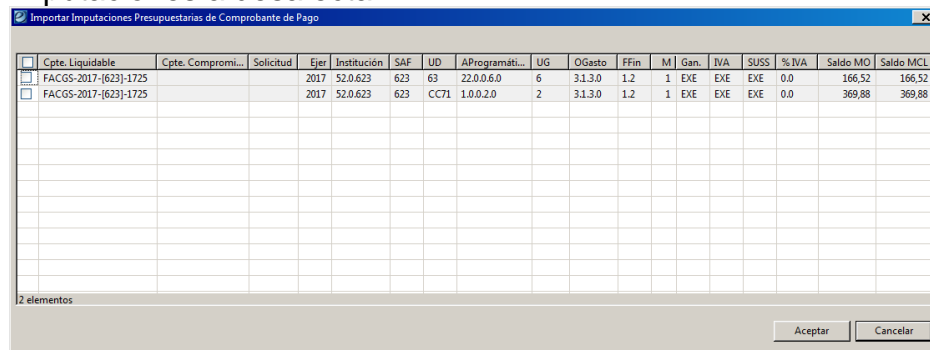 Importar Imputaciones Presupuestarias de Comprobante de Pago
Cpte. Liquidable Cpte. Compromi... Solicitud Ejer Institución SAF UD AProgramáti... UG OGasto FFin M Gan. IVA SUSS % IVA Saldo MO Saldo MCL
FACGS-2017-[623]-1725 2017 52.0.623 623 63 22.0.0.6.0 6 3.1.3.0 1.2 1 EXE EXE EXE 0.0 166,52 166,52
FACGS-2017-[623]-1725 2017 52.0.623 623 CC71 1.0.0.2.0 2 3.1.3.0 1.2 1 EXE EXE EXE 0.0 369,88 369,88
2 elementos
Aceptar Cancelar